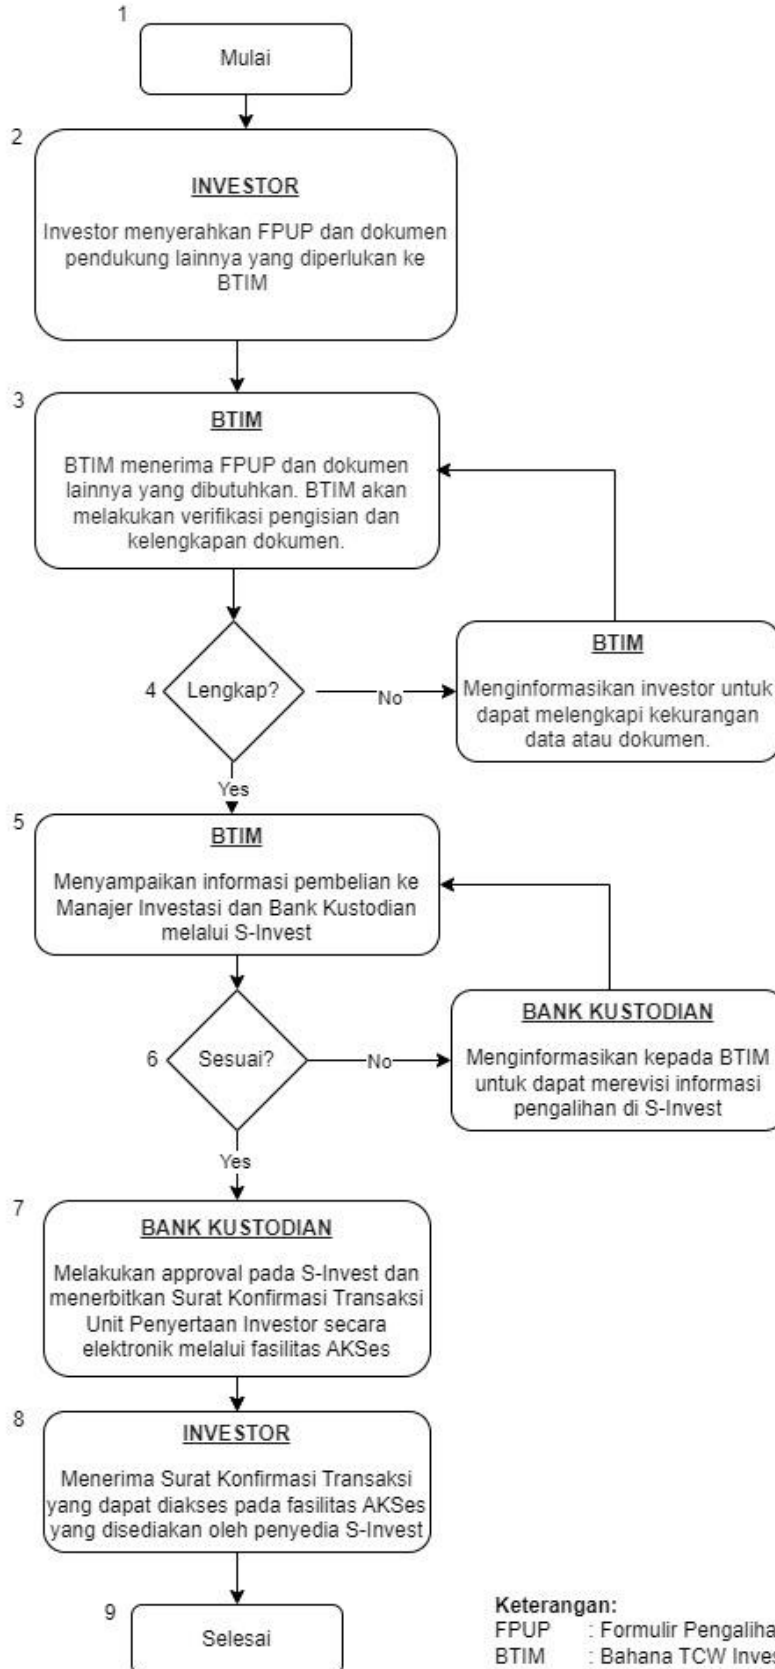 1
Mulai
2
INVESTOR
Investor menyerahkan FPUP dan dokumen
pendukung lainnya yang diperlukan ke
BTIM
3
BTIM
BTIM menerima FPUP dan dokumen
lainnya yang dibutuhkan. BTIM akan
melakukan verifikasi pengisian dan
kelengkapan dokumen.
4
Lengkap?
No
BTIM
Menginformasikan investor untuk
dapat melengkapi kekurangan
data atau dokumen.
Yes
5
BTIM
Menyampaikan informasi pembelian ke
Manajer Investasi dan Bank Kustodian
melalui S-Invest
6
Sesuai?
No
BANK KUSTODIAN
Menginformasikan kepada BTIM
untuk dapat merevisi informasi
pengalihan di S-Invest
Yes
7
BANK KUSTODIAN
Melakukan approval pada S-Invest dan
menerbitkan Surat Konfirmasi Transaksi
Unit Penyertaan Investor secara
elektronik melalui fasilitas AKSes
8
INVESTOR
Menerima Surat Konfirmasi Transaksi
yang dapat diakses pada fasilitas AKSes
yang disediakan oleh penyedia S-Invest
9
Selesai
Keterangan:
FPUP : Formulir
BTIM : Bahana TCW